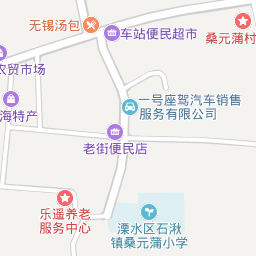 无锡汤包
车站便民超市
桑元蒲村
农贸市场
海特产
一号座驾汽车销售
服务有限公司
老街便民店
乐遥养老
服务中心
溧水区石湫
镇桑元蒲小学